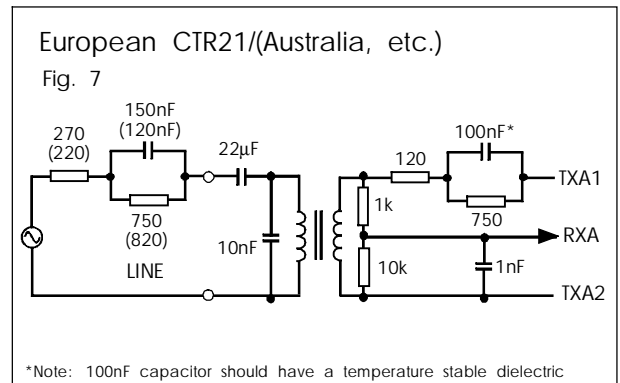 European CTR21/(Australia, etc.)
Fig. 7
150nF
(120nF)
270
(220)
22µF
100nF*
120
TXA1
1k
750
750
(820)
10nF
RXA
LINE
10k
1nF
TXA2
*Note: 100nF capacitor should have a temperature stable dielectric